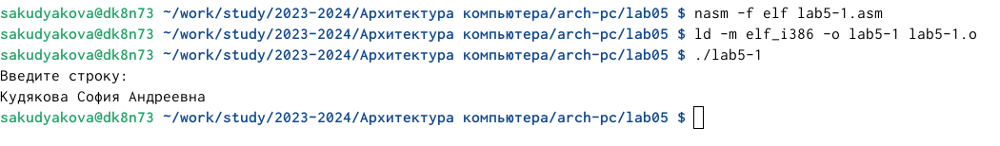 sakudyakova@dk8n73 ~/work/study/2023-2024/Архитектура компьютера/arch-pc/lab05 $ nasm -f elf lab5-1.asm
sakudyakova@dk8n73 ~/work/study/2023-2024/Архитектура компьютера/arch-pc/lab05 $ ld -m elf_i386 -o lab5-1 lab5-1.o
sakudyakova@dk8n73 ~/work/study/2023-2024/Архитектура компьютера/arch-pc/lab05 $ ./lab5-1
Введите строку:
Кудякова София Андреевна
sakudyakova@dk8n73 ~/work/study/2023-2024/Архитектура компьютера/arch-pc/lab05 $